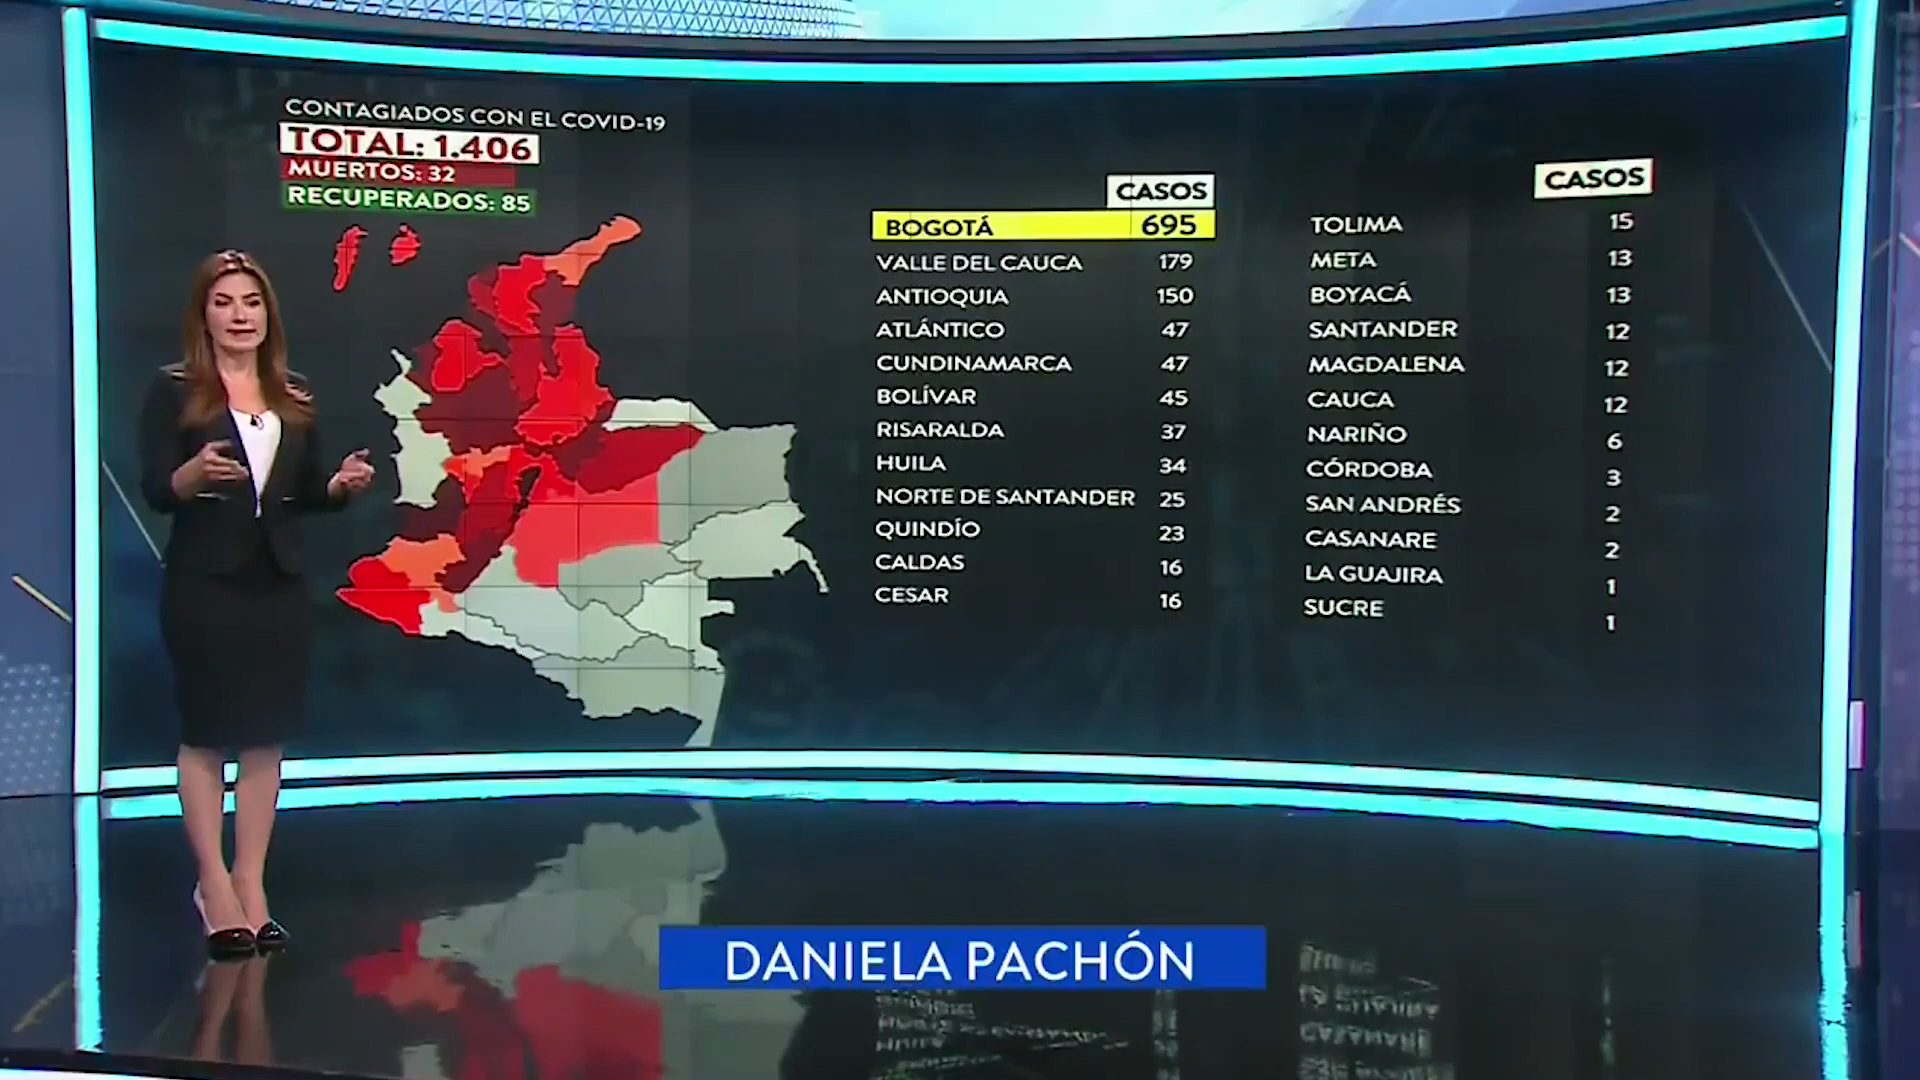 CONTAGIADOS CON EL COVID-19
TOTAL: 1.406
MUERTOS: 32
RECUPERADOS: 85
CASOS
BOGOTÁ 695
VALLE DEL CAUCA 179
ANTIOQUIA 150
ATLÁNTICO 47
CUNDINAMARCA 47
BOLÍVAR 45
RISARALDA 37
HUILA 34
NORTE DE SANTANDER 25
QUINDÍO 23
CALDAS 16
CESAR 16
CASOS
TOLIMA 15
META 13
BOYACÁ 13
SANTANDER 12
MAGDALENA 12
CAUCA 12
NARIÑO 6
CÓRDOBA 3
SAN ANDRÉS 2
CASANARE 2
LA GUAJIRA 1
SUCRE 1
DANIELA PACHÓN